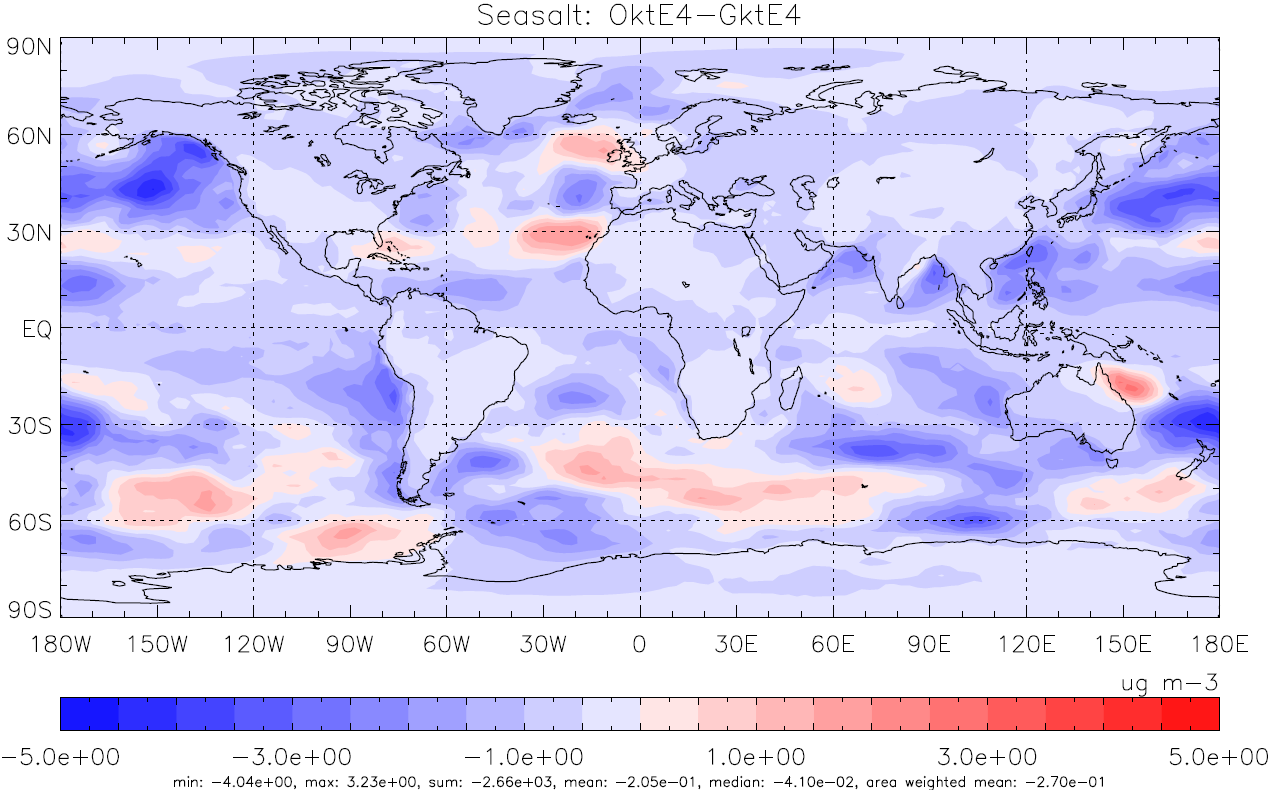 Seasalt: OktE4−GktE4
90N
60N
30N
EQ
30S
60S
90S
180W 150W 120W 90W 60W 30W 0 30E 60E 90E 120E 150E 180E
ug m−3
−5.0e+00 −3.0e+00 −1.0e+00 1.0e+00 3.0e+00 5.0e+00
min: −4.04e+00, max: 3.23e+00, sum: −2.66e+03, mean: −2.05e−01, median: −4.10e−02, area weighted mean: −2.70e−01